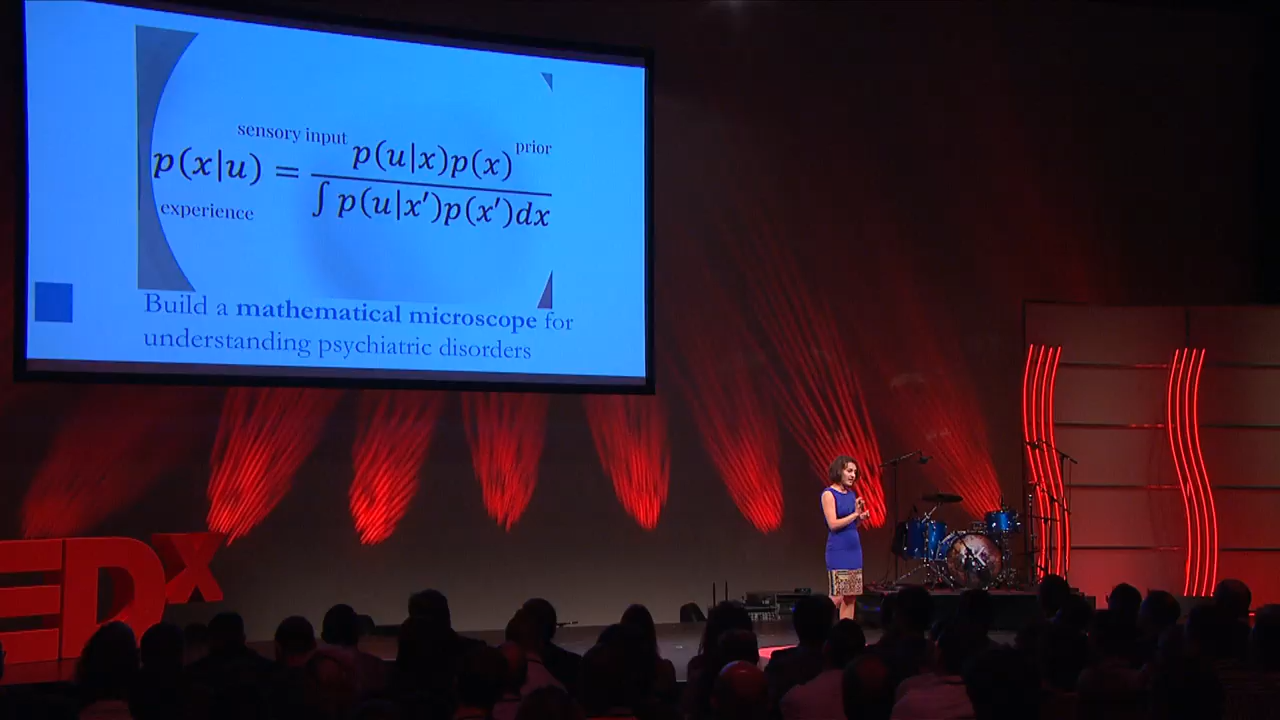 sensory input
prior
p(x|u) = p(u|x)p(x)
∫ p(u|x′)p(x′)dx
experience
Build a mathematical microscope for
understanding psychiatric disorders
EDx